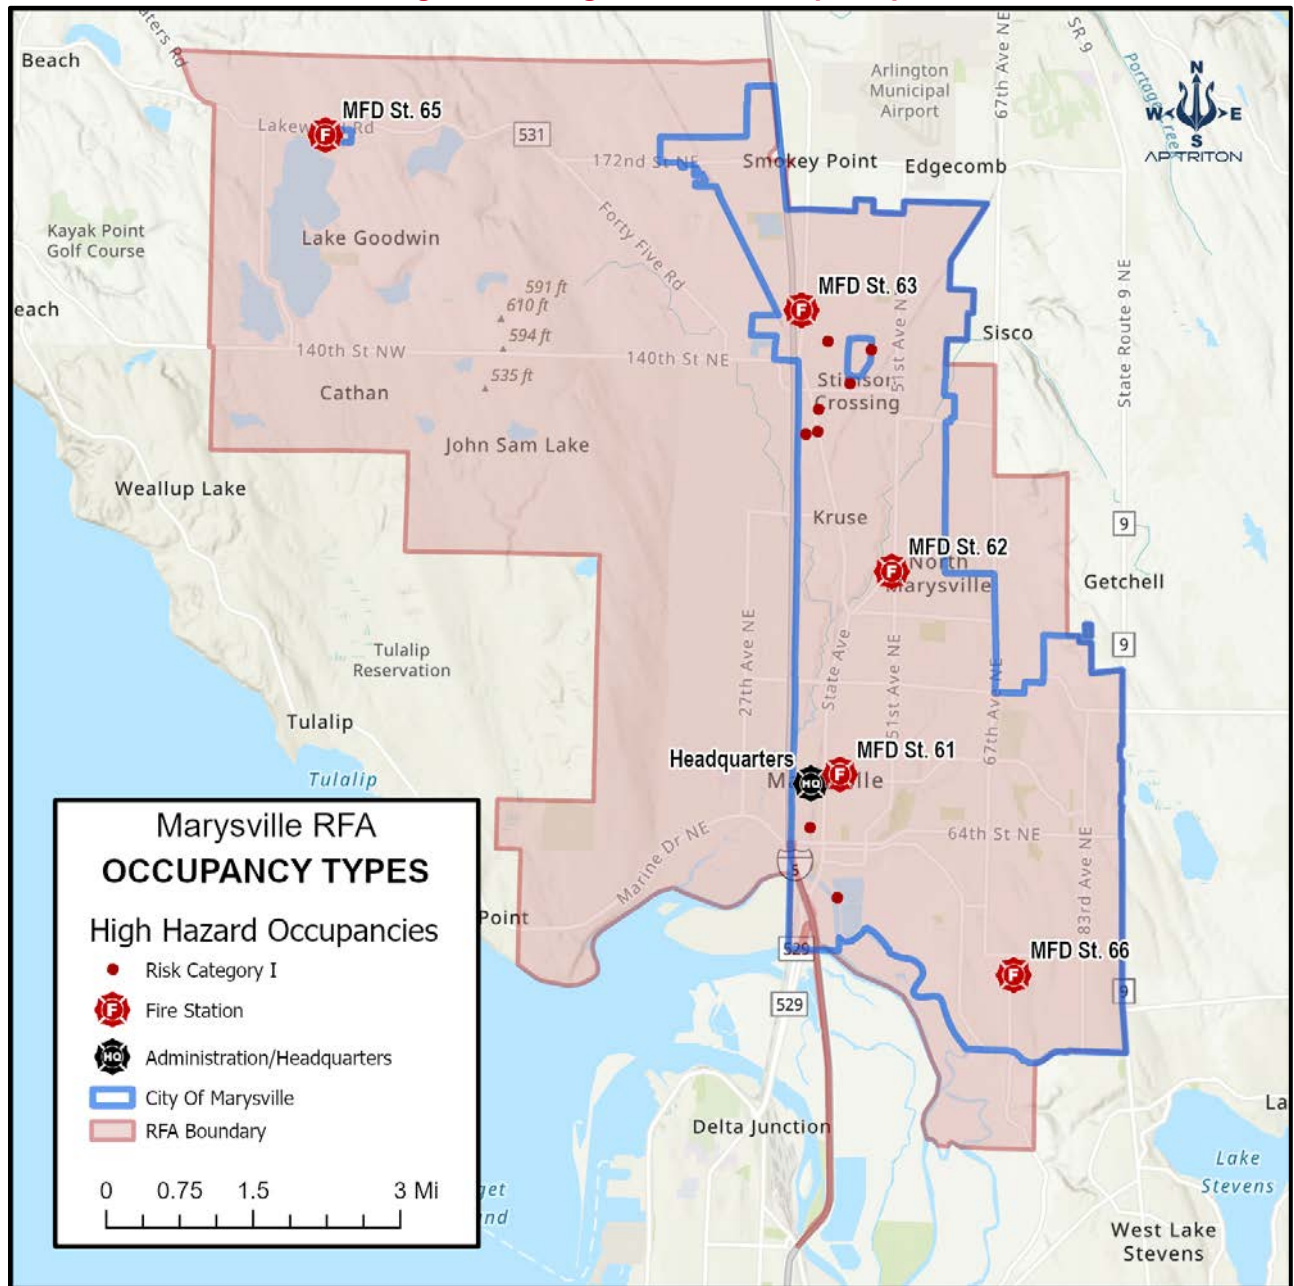 Beach
Arlington
Municipal
Airport
67th Ave NE
SR 9
N
W
E
S
AP TRITON
MFD St. 65
531
172nd St NE
Smokey Point
Edgecomb
Kayak Point
Golf Course
Lake Goodwin
Forty Five Rd
State Route 9 NE
591 ft
610 ft
594 ft
535 ft
MFD St. 63
Sisco
140th St NW
140th St NE
Cathan
Crossing
John Sam Lake
Weallup Lake
Kruse
9
MFD St. 62
North
Marysville
Getchell
9
Tulalip
Reservation
27th Ave NE
State Ave
51st Ave NE
67th Ave NE
Tulalip
Tulalip
Headquarters
MFD St. 61
HQ
F
64th St NE
83rd Ave NE
Marine Dr NE
5
Point
529
529
MFD St. 66
9
Delta Junction
Lake
Stevens
West Lake
Stevens
Marysville RFA
OCCUPANCY TYPES
High Hazard Occupancies
Risk Category I
F
Fire Station
HQ
Administration/Headquarters
City Of Marysville
RFA Boundary
0 0.75 1.5 3 Mi